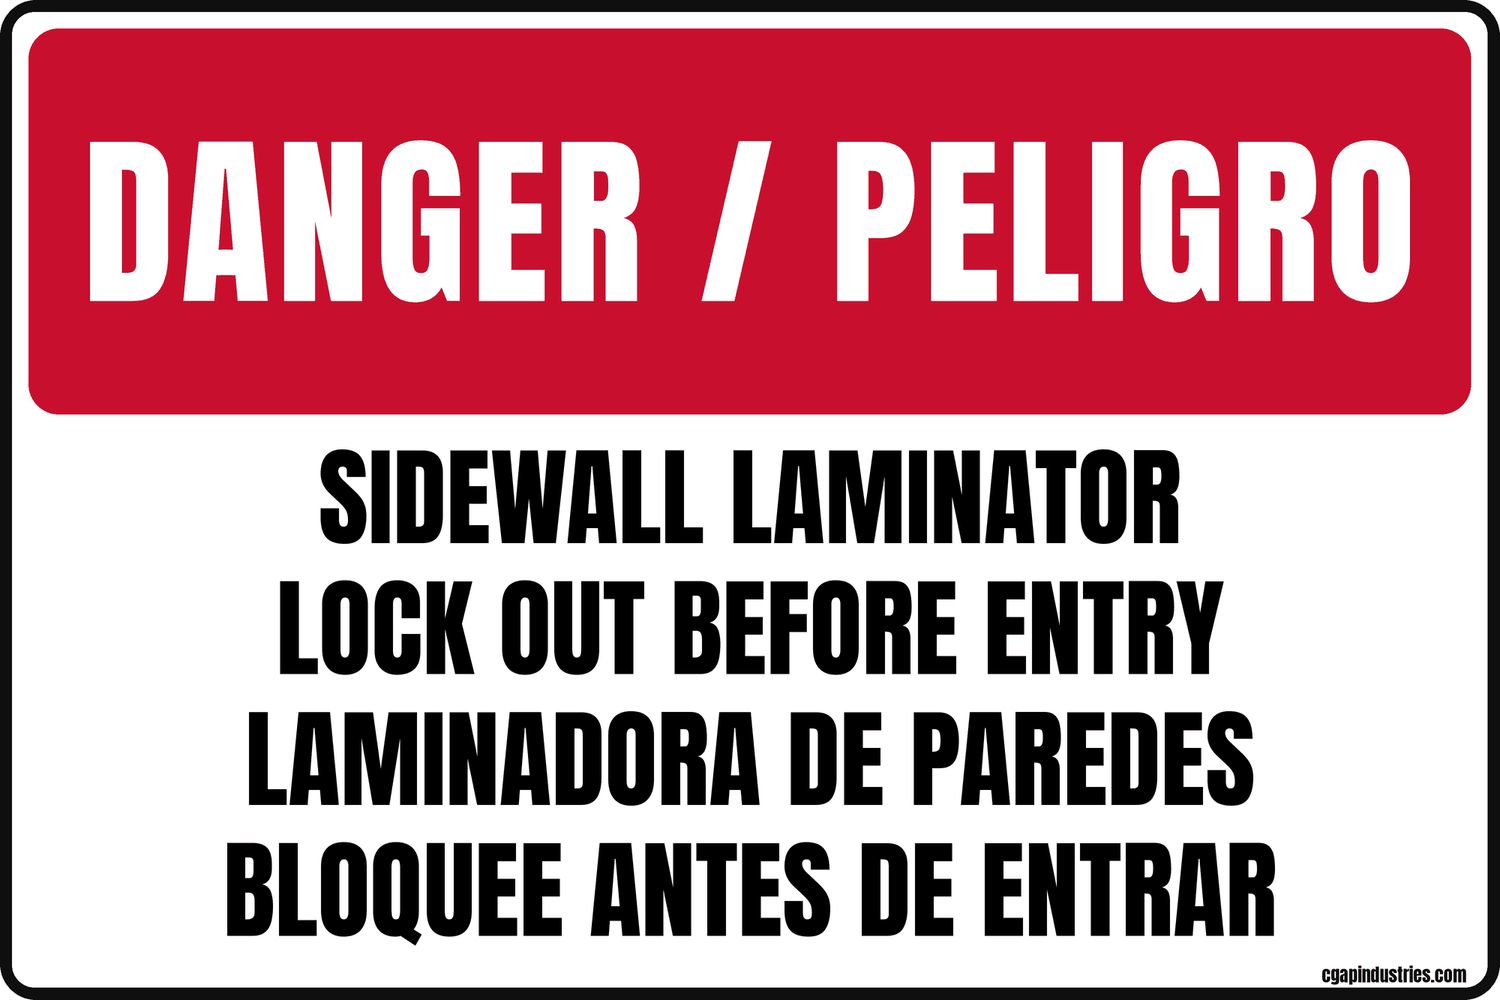 DANGER / PELIGRO
SIDEWALL LAMINATOR
LOCK OUT BEFORE ENTRY
LAMINADORA DE PAREDES
BLOQUEE ANTES DE ENTRAR
cgapindustries.com